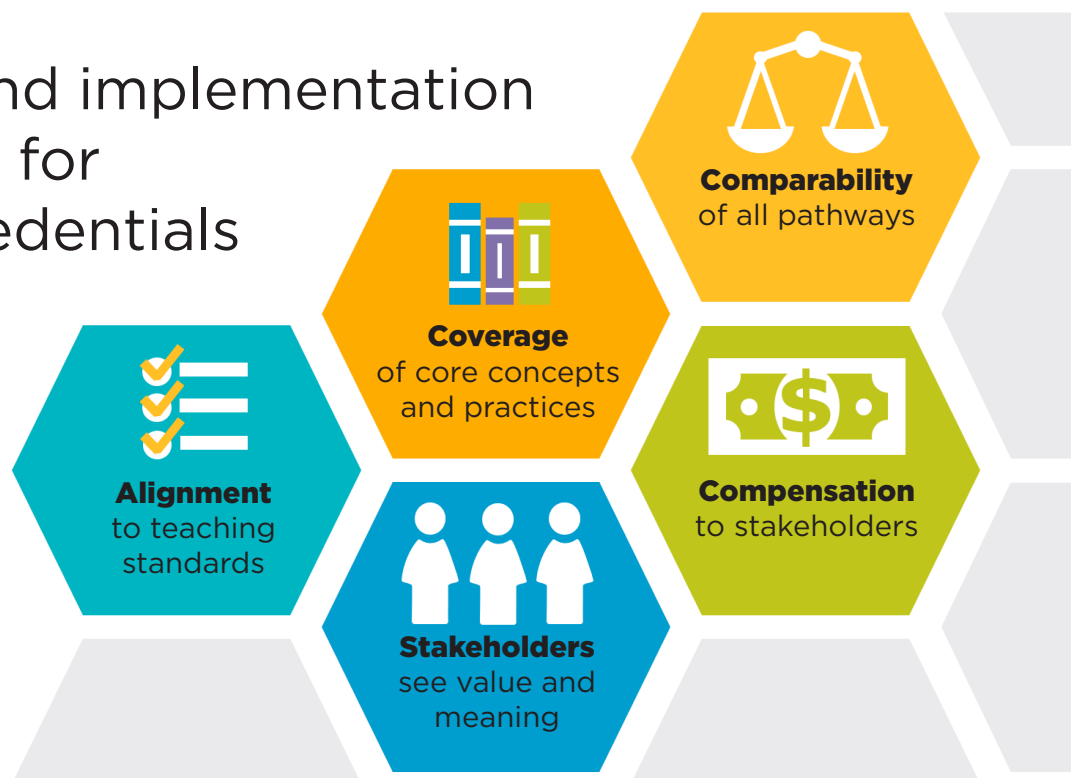 nd implementation
for
edentials
Comparability
of all pathways
Coverage
of core concepts
and practices
Alignment
to teaching
standards
Compensation
to stakeholders
$
Stakeholders
see value and
meaning